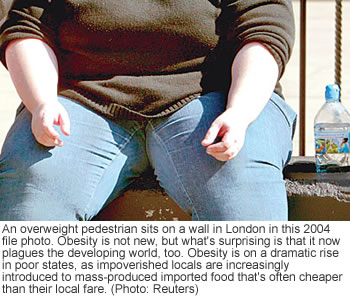 An overweight pedestrian sits on a wall in London in this 2004
file photo. Obesity is not new, but what's surprising is that it now
plagues the developing world, too. Obesity is on a dramatic rise
in poor states, as impoverished locals are increasingly
introduced to mass-produced imported food that's often cheaper
than their local fare. (Photo: Reuters)